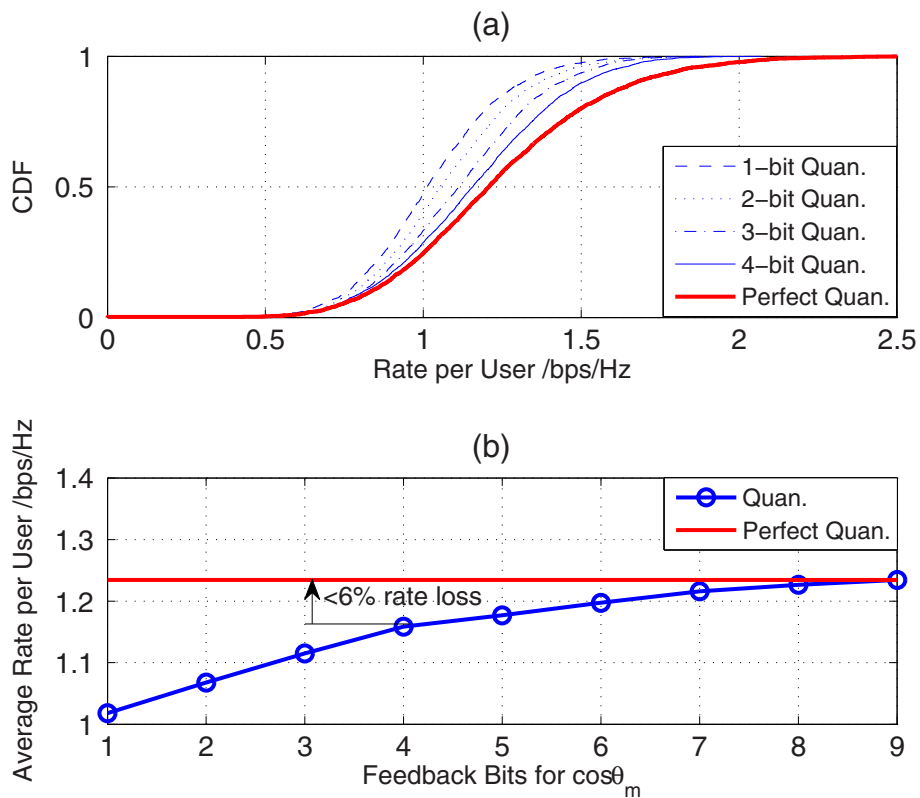 (a)
CDF
1
0.5
0
0
0.5
1
1.5
2
2.5
Rate per User /bps/Hz
1−bit Quan.
2−bit Quan.
3−bit Quan.
4−bit Quan.
Perfect Quan.
(b)
Average Rate per User /bps/Hz
1.4
1.3
1.2
1.1
1
1
2
3
4
5
6
7
8
9
Feedback Bits for cosθ_m
<6% rate loss
Quan.
Perfect Quan.